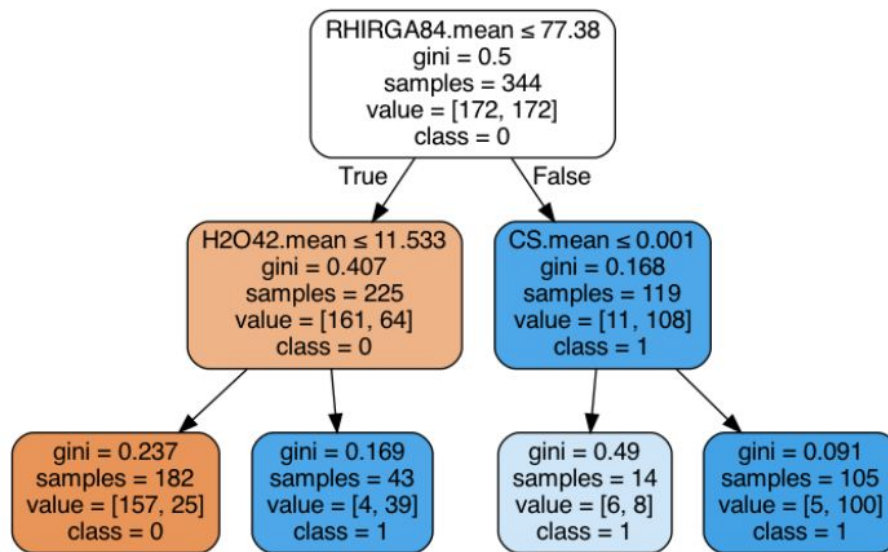 RHIRGA84.mean ≤ 77.38
gini = 0.5
samples = 344
value = [172, 172]
class = 0
True
False
H2O42.mean ≤ 11.533
gini = 0.407
samples = 225
value = [161, 64]
class = 0
CS.mean ≤ 0.001
gini = 0.168
samples = 119
value = [11, 108]
class = 1
gini = 0.237
samples = 182
value = [157, 25]
class = 0
gini = 0.169
samples = 43
value = [4, 39]
class = 1
gini = 0.49
samples = 14
value = [6, 8]
class = 1
gini = 0.091
samples = 105
value = [5, 100]
class = 1